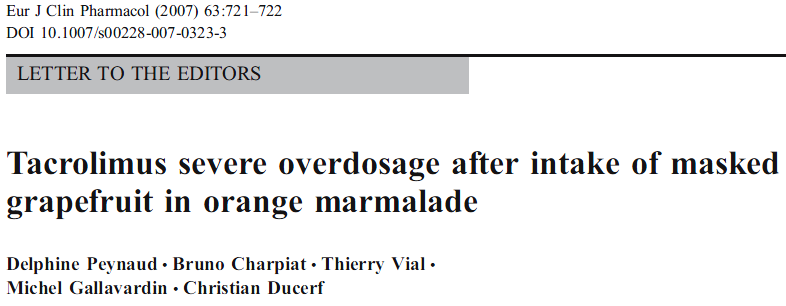 Eur J Clin Pharmacol (2007) 63:721–722
DOI 10.1007/s00228-007-0323-3
LETTER TO THE EDITORS
Tacrolimus severe overdosage after intake of masked
grapefruit in orange marmalade
Delphine Peynaud • Bruno Charpiat • Thierry Vial •
Michel Gallavardin • Christian Ducerf